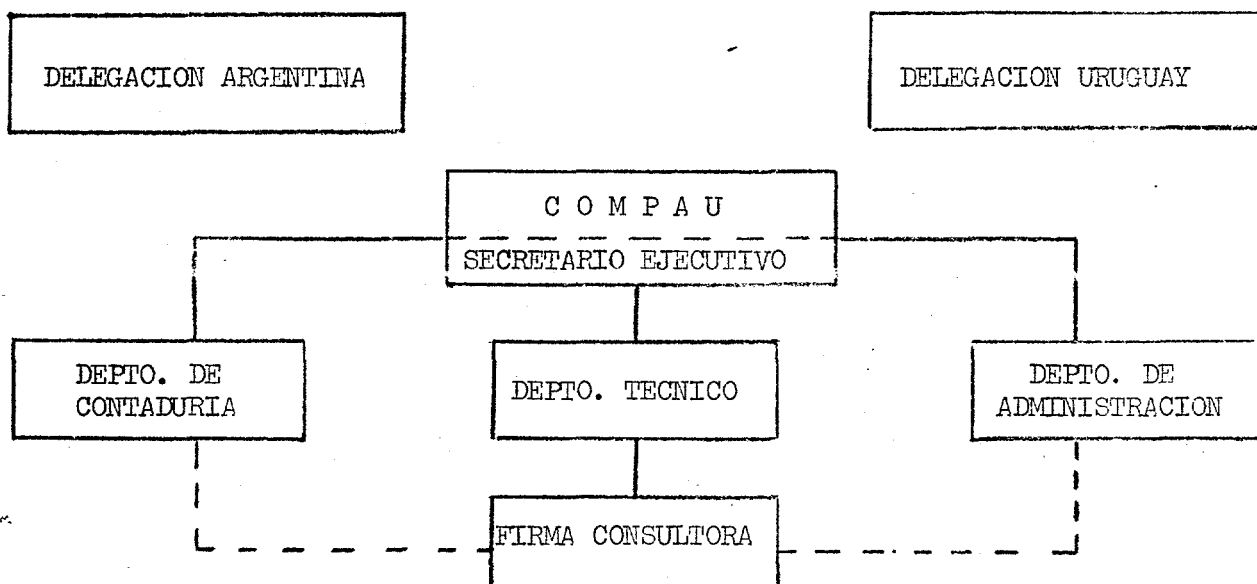 DELEGACION ARGENTINA
DELEGACION URUGUAY
C O M P A U
SECRETARIO EJECUTIVO
DEPTO. DE
CONTADURIA
DEPTO. TECNICO
DEPTO. DE
ADMINISTRACION
FIRMA CONSULTORA